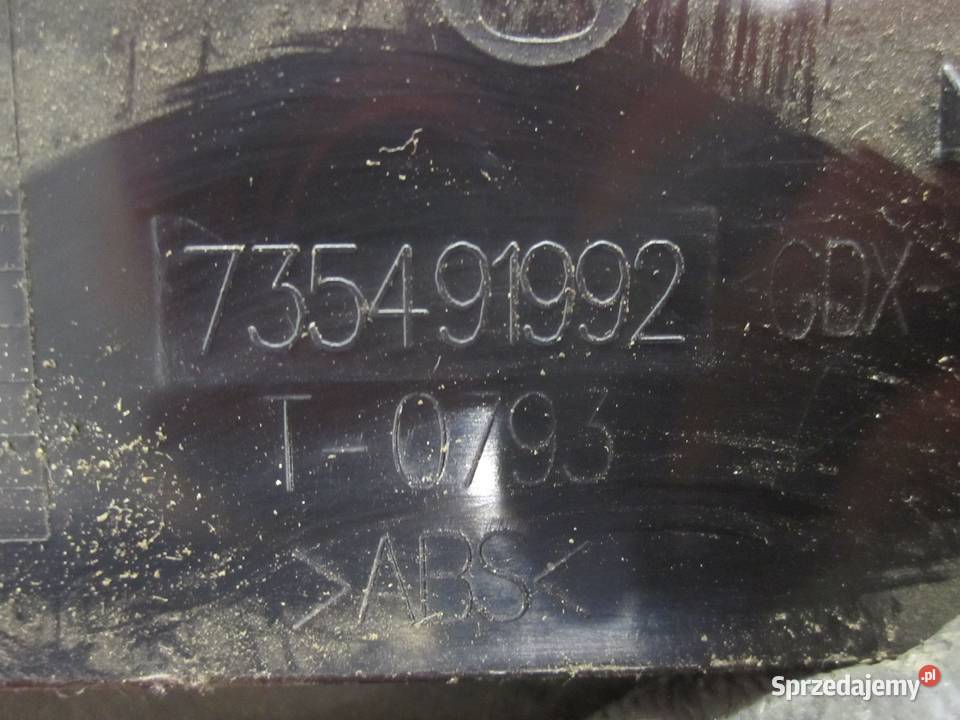 735491992 -GDX-
T-0793
>ABS<
Sprzedajemy.pl